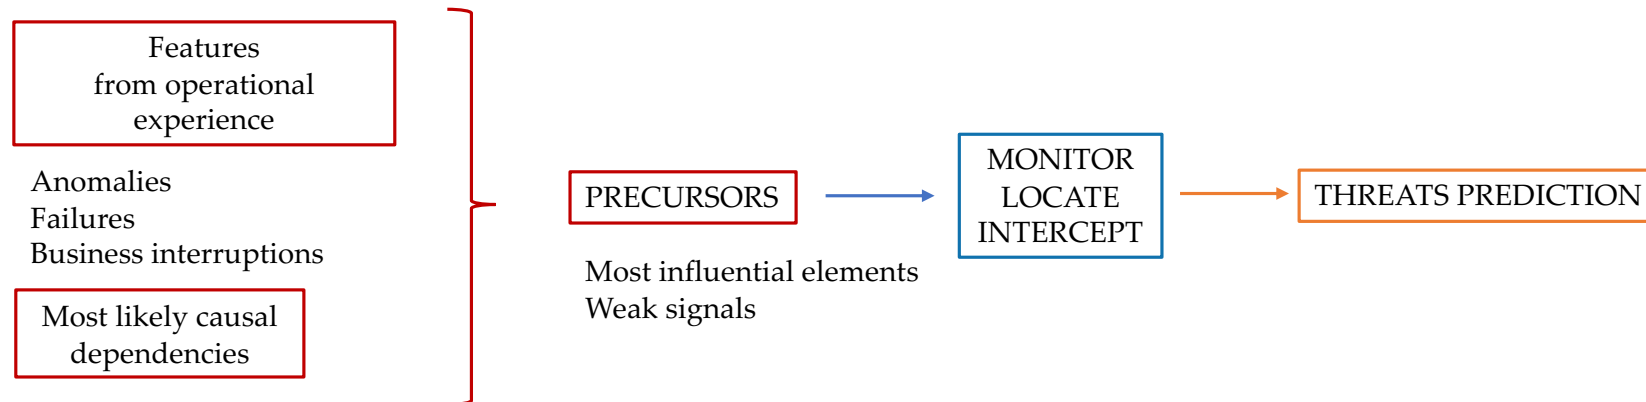 Features
from operational
experience
Anomalies
Failures
Business interruptions
Most likely causal
dependencies
PRECURSORS
Most influential elements
Weak signals
MONITOR
LOCATE
INTERCEPT
THREATS PREDICTION